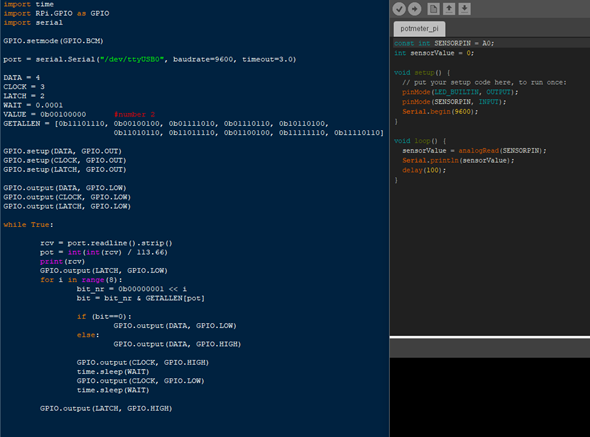 import time
import RPi.GPIO as GPIO
import serial
GPIO.setmode(GPIO.BCM)
port = serial.Serial("/dev/ttyUSB0", baudrate=9600, timeout=3.0)
DATA = 4
CLOCK = 3
LATCH = 2
WAIT = 0.0001
VALUE = 0b00100000 #number 2
GETALLEN = [0b11101110, 0b00100100, 0b01111010, 0b01110110, 0b10110100,
0b11010110, 0b11011110, 0b01100100, 0b11111110, 0b11110110]
GPIO.setup(DATA, GPIO.OUT)
GPIO.setup(CLOCK, GPIO.OUT)
GPIO.setup(LATCH, GPIO.OUT)
GPIO.output(DATA, GPIO.LOW)
GPIO.output(CLOCK, GPIO.LOW)
GPIO.output(LATCH, GPIO.LOW)
while True:
rcv = port.readline().strip()
pot = int(int(rcv) / 113.66)
print(rcv)
GPIO.output(LATCH, GPIO.LOW)
for i in range(8):
bit_nr = 0b00000001 << i
bit = bit_nr & GETALLEN[pot]
if (bit==0):
GPIO.output(DATA, GPIO.LOW)
else:
GPIO.output(DATA, GPIO.HIGH)
GPIO.output(CLOCK, GPIO.HIGH)
time.sleep(WAIT)
GPIO.output(CLOCK, GPIO.LOW)
time.sleep(WAIT)
GPIO.output(LATCH, GPIO.HIGH)
potmeter_pi
const int SENSORPIN = A0;
int sensorValue = 0;
void setup() {
// put your setup code here, to run once:
pinMode(LED_BUILTIN, OUTPUT);
pinMode(SENSORPIN, INPUT);
Serial.begin(9600);
}
void loop() {
sensorValue = analogRead(SENSORPIN);
Serial.println(sensorValue);
delay(100);
}